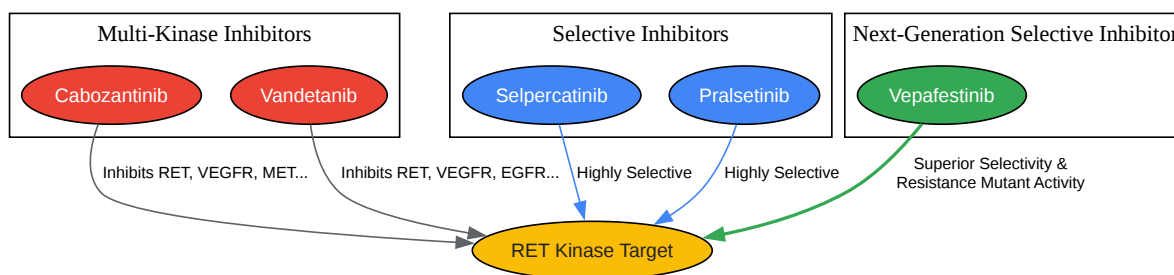 Multi-Kinase Inhibitors
Selective Inhibitors
Next-Generation Selective Inhibitor
Cabozantinib
Vandetanib
Selpercatinib
Pralsetinib
Vepafestinib
Inhibits RET, VEGFR, MET...
Inhibits RET, VEGFR, EGFR...
Highly Selective
Highly Selective
Superior Selectivity &
Resistance Mutant Activity
RET Kinase Target